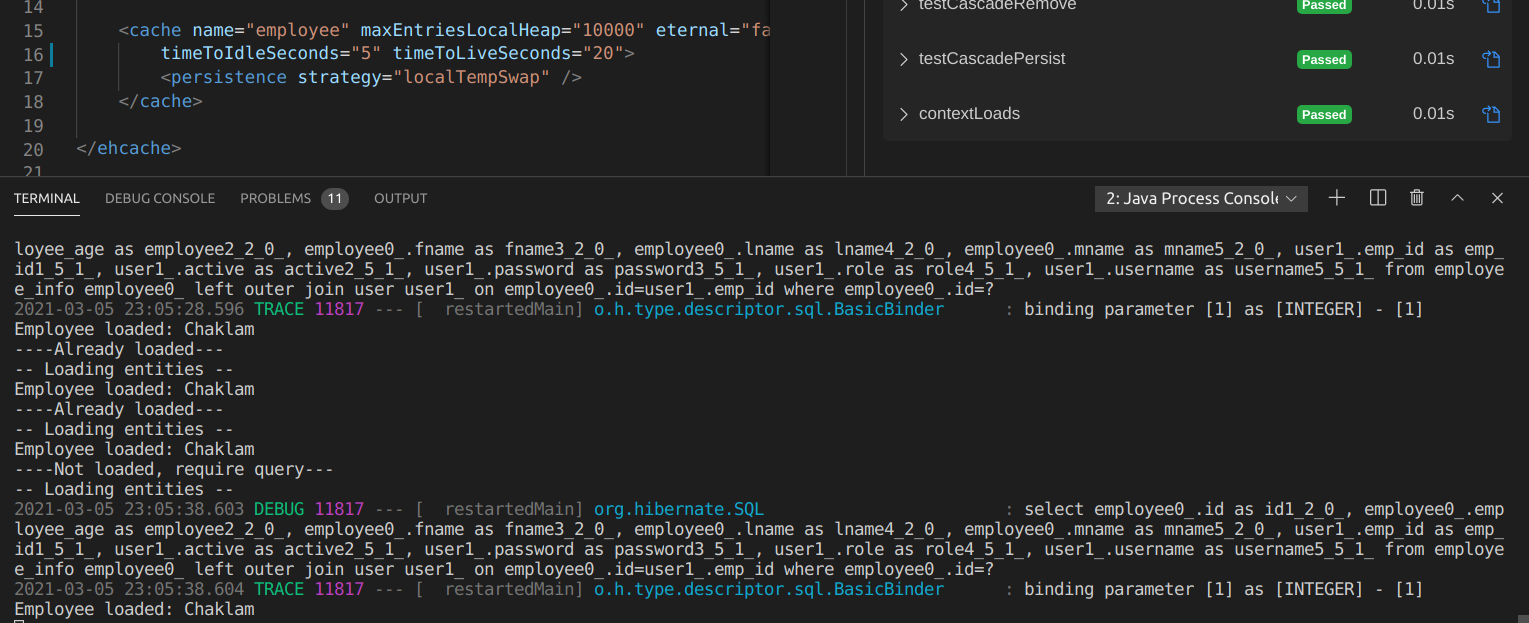 14
testCascadeRemove Passed 0.01s
15 <cache name="employee" maxEntriesLocalHeap="10000" eternal="fa
16 timeToIdleSeconds="5" timeToLiveSeconds="20">
testCascadePersist Passed 0.01s
17 <persistence strategy="localTempSwap" />
18 </cache>
contextLoads Passed 0.01s
19
20 </ehcache>
21
TERMINAL DEBUG CONSOLE PROBLEMS 11 OUTPUT 2: Java Process Console
loyee_age as employee2_2_0_, employee0_.fname as fname3_2_0_, employee0_.lname as lname4_2_0_, employee0_.mname as mname5_2_0_, user1_.emp_id as emp_
id1_5_1_, user1_.active as active2_5_1_, user1_.password as password3_5_1_, user1_.role as role4_5_1_, user1_.username as username5_5_1_ from employe
e_info employee0_ left outer join user user1_ on employee0_.id=user1_.emp_id where employee0_.id=?
2021-03-05 23:05:28.596 TRACE 11817 --- [  restartedMain] o.h.type.descriptor.sql.BasicBinder      : binding parameter [1] as [INTEGER] - [1]
Employee loaded: Chaklam
----Already loaded---
-- Loading entities --
Employee loaded: Chaklam
----Already loaded---
-- Loading entities --
Employee loaded: Chaklam
----Not loaded, require query---
-- Loading entities --
2021-03-05 23:05:38.603 DEBUG 11817 --- [  restartedMain] org.hibernate.SQL                        : select employee0_.id as id1_2_0_, employee0_.emp
loyee_age as employee2_2_0_, employee0_.fname as fname3_2_0_, employee0_.lname as lname4_2_0_, employee0_.mname as mname5_2_0_, user1_.emp_id as emp_
id1_5_1_, user1_.active as active2_5_1_, user1_.password as password3_5_1_, user1_.role as role4_5_1_, user1_.username as username5_5_1_ from employe
e_info employee0_ left outer join user user1_ on employee0_.id=user1_.emp_id where employee0_.id=?
2021-03-05 23:05:38.604 TRACE 11817 --- [  restartedMain] o.h.type.descriptor.sql.BasicBinder      : binding parameter [1] as [INTEGER] - [1]
Employee loaded: Chaklam